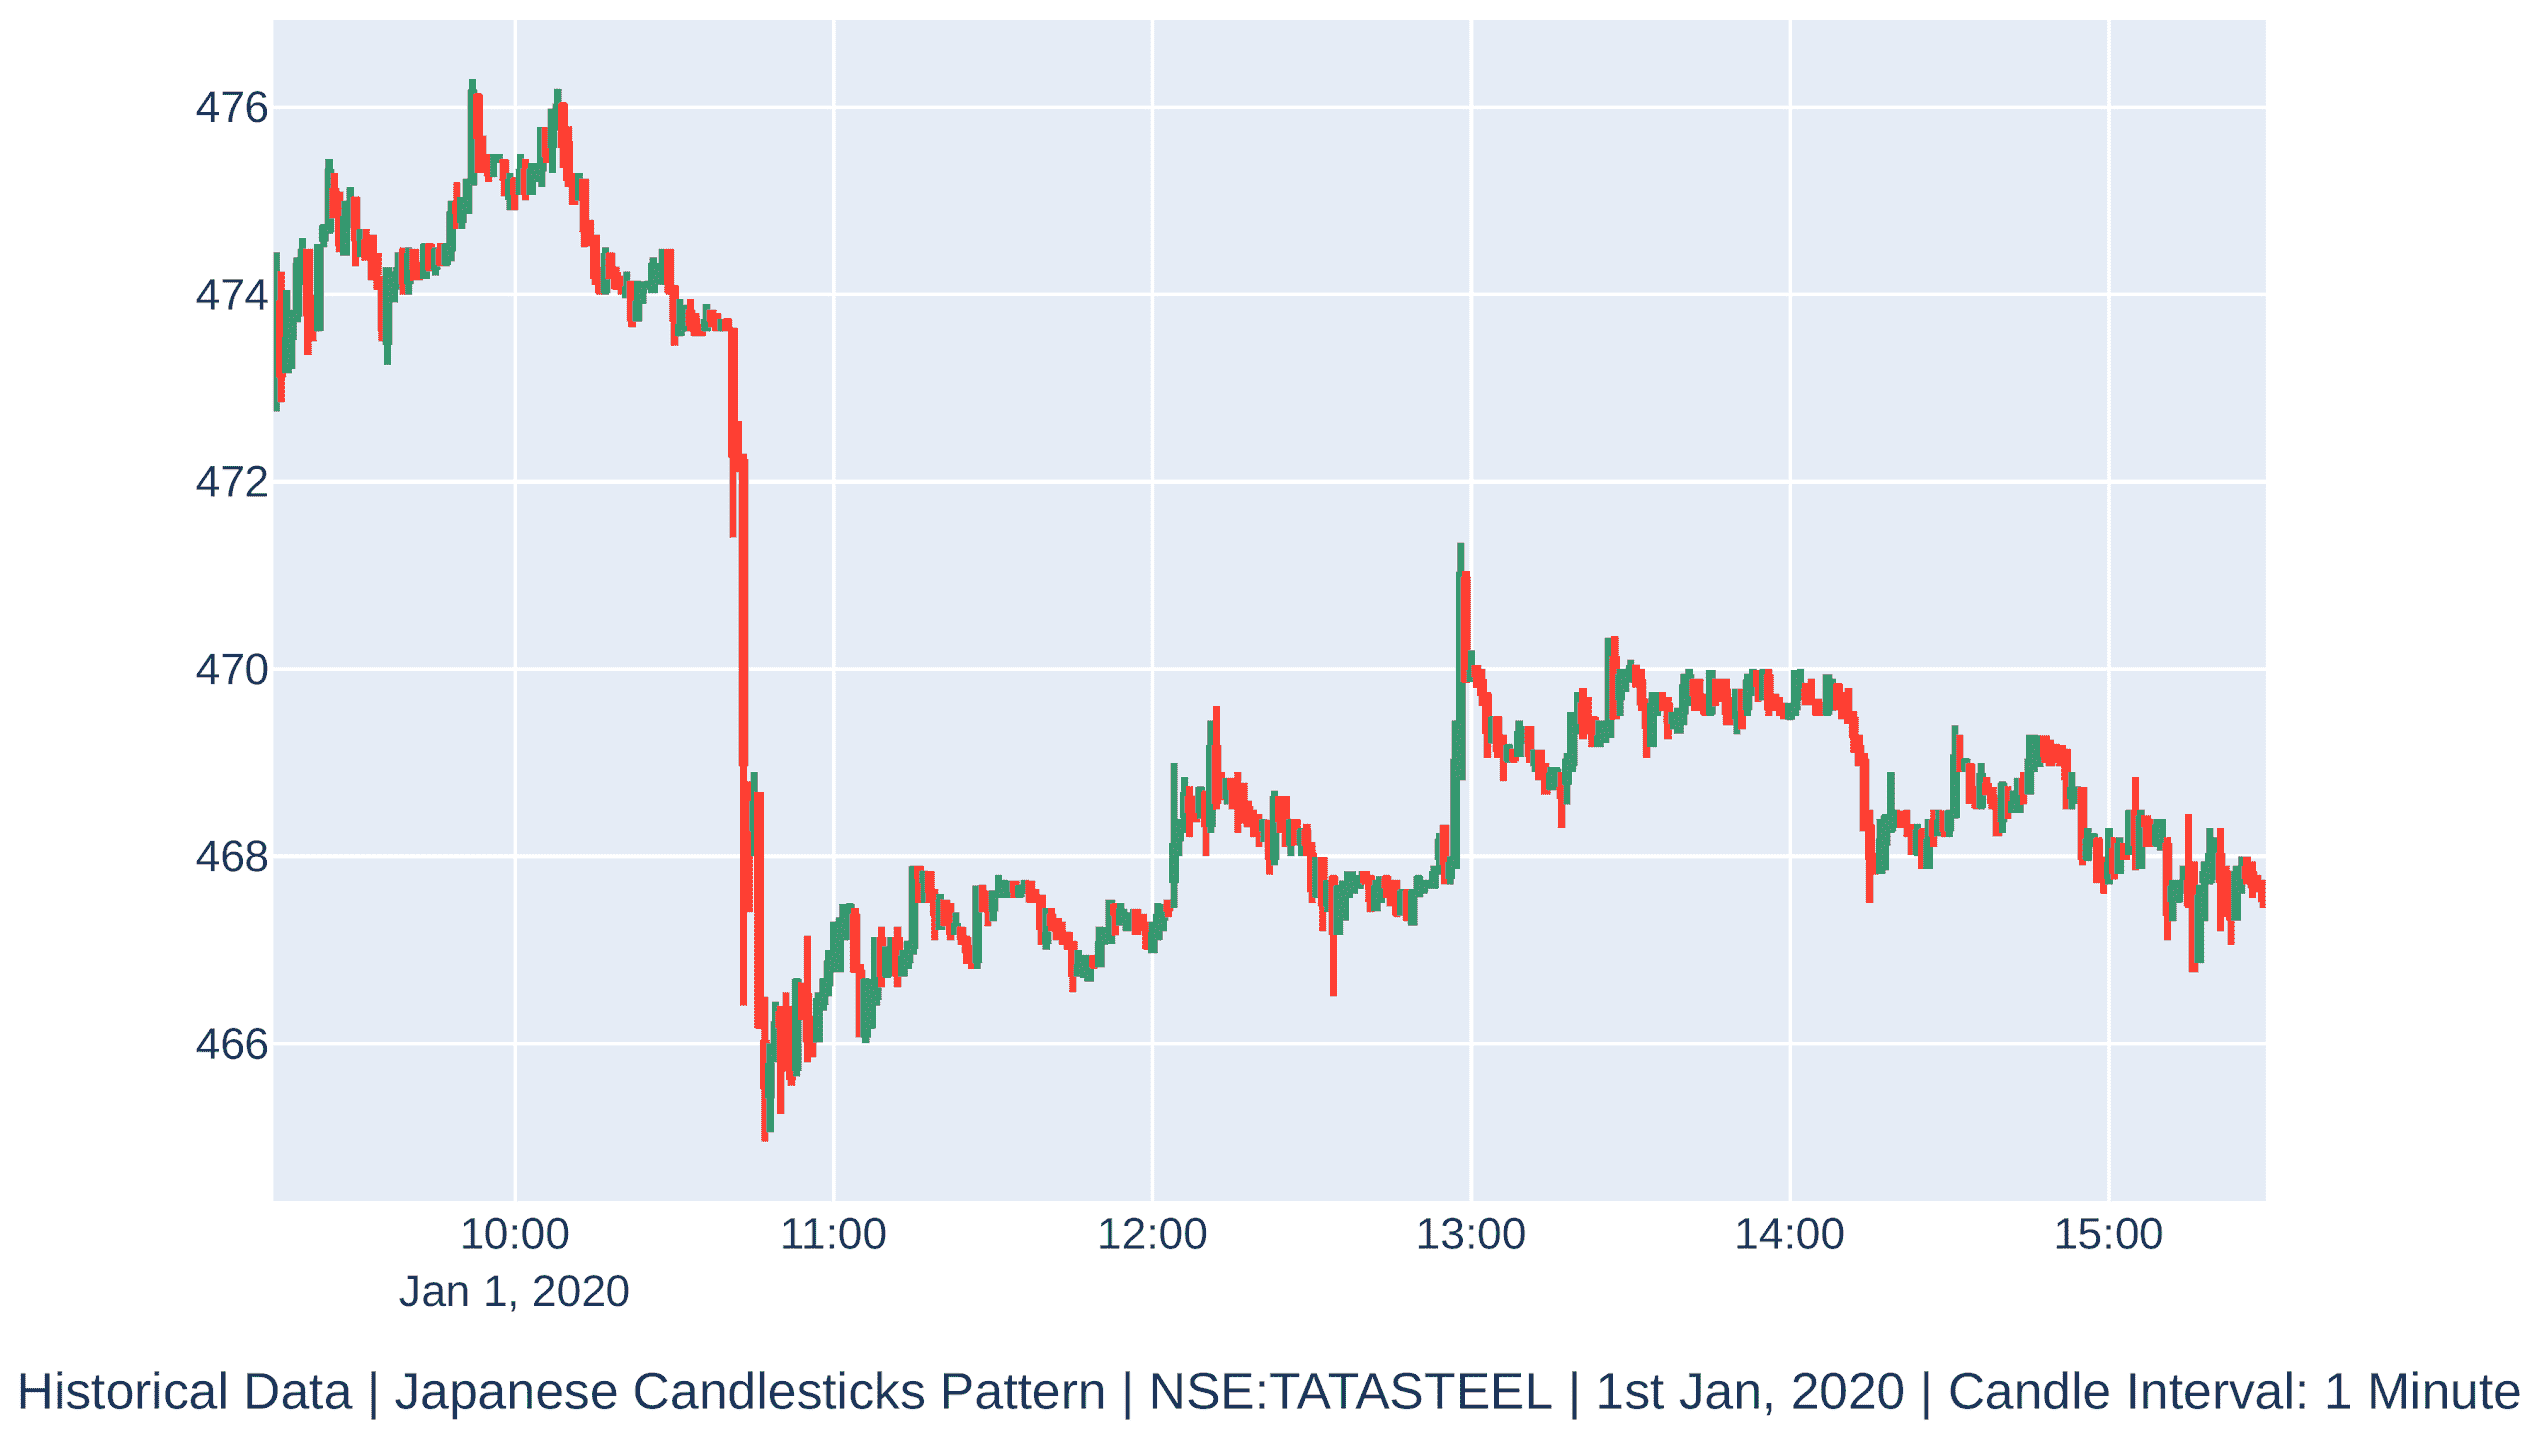 476
474
472
470
468
466
10:00 11:00 12:00 13:00 14:00 15:00
Jan 1, 2020
Historical Data | Japanese Candlesticks Pattern | NSE:TATASTEEL | 1st Jan, 2020 | Candle Interval: 1 Minute